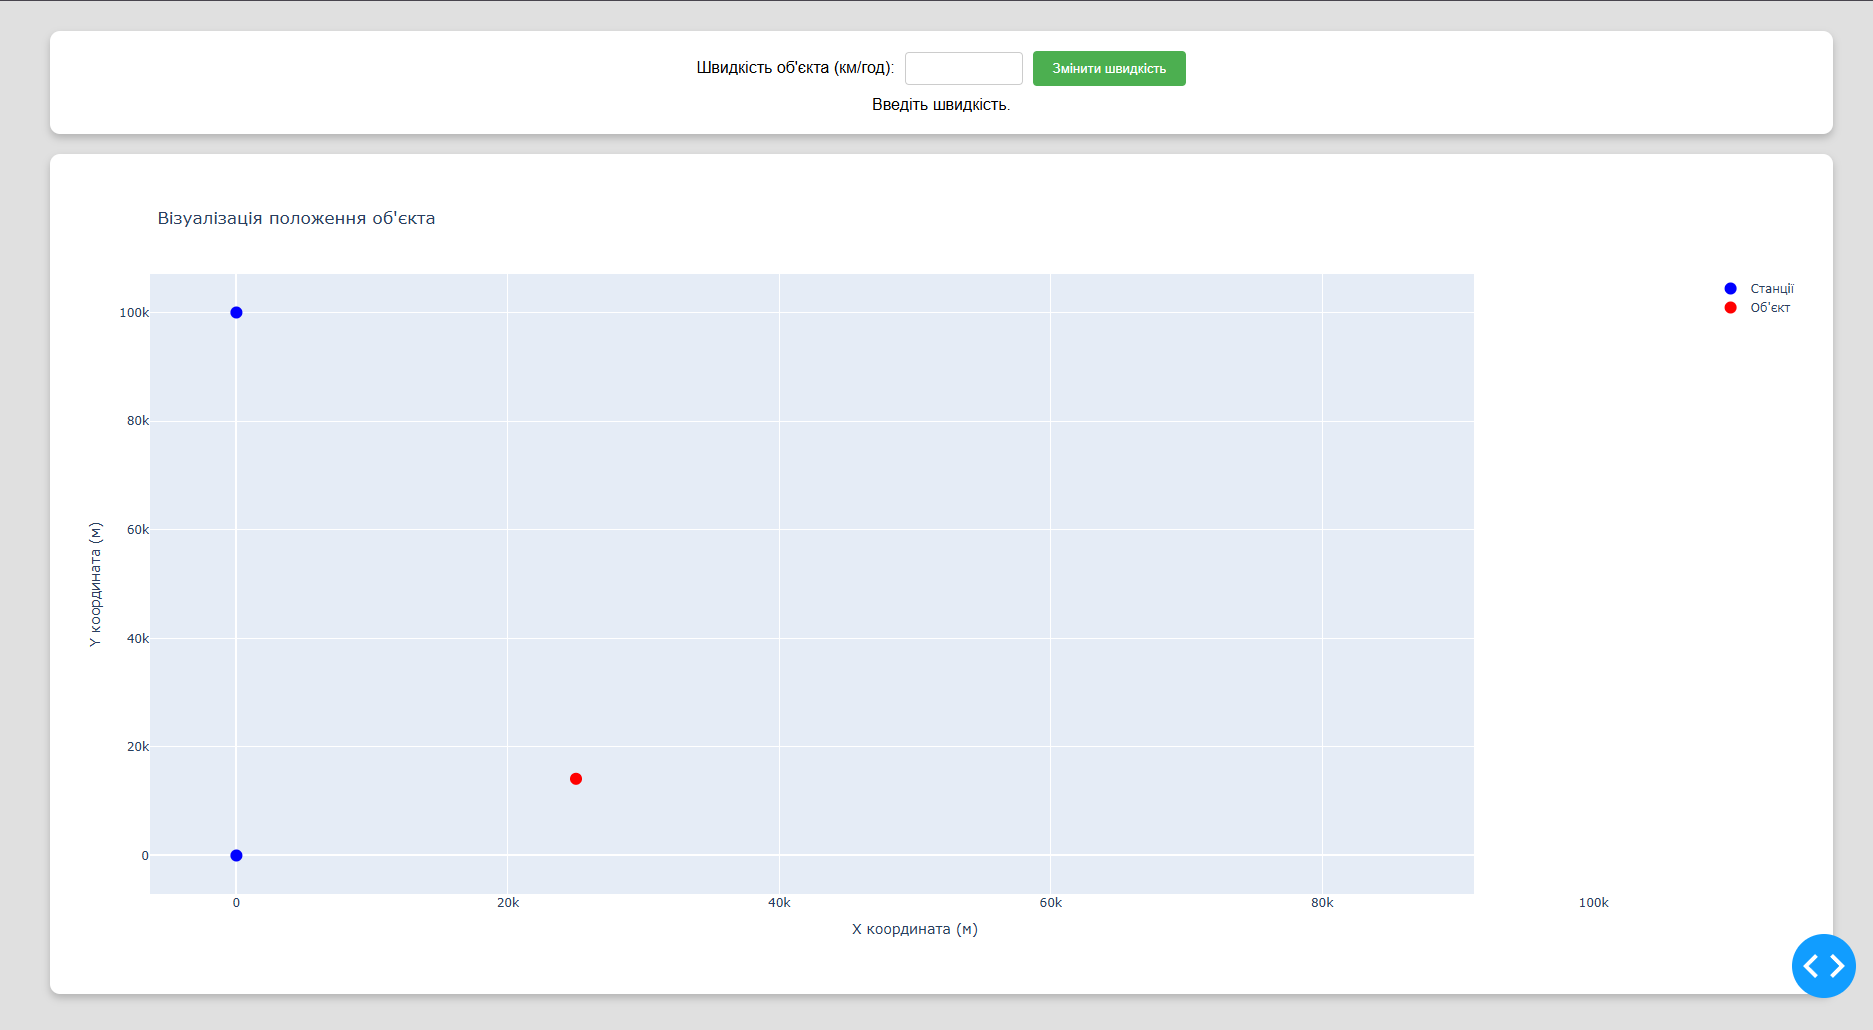 Швидкість об'єкта (км/год):
Змінити швидкість
Введіть швидкість.
Візуалізація положення об'єкта
Станції
Об'єкт
100k
80k
60k
40k
20k
0
Y координата (м)
0 20k 40k 60k 80k 100k
X координата (м)